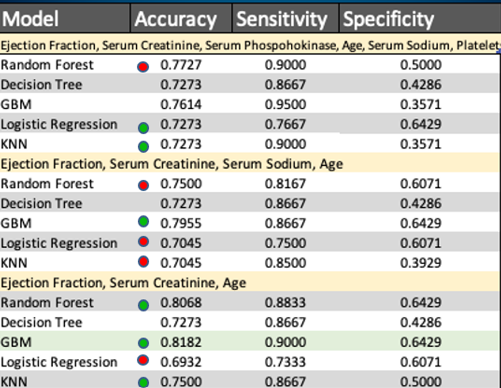 Model Accuracy Sensitivity Specificity
Ejection Fraction, Serum Creatinine, Serum Phospohokinase, Age, Serum Sodium, Platelet
Random Forest 0.7727 0.9000 0.5000
Decision Tree 0.7273 0.8667 0.4286
GBM 0.7614 0.9500 0.3571
Logistic Regression 0.7273 0.7667 0.6429
KNN 0.7273 0.9000 0.3571
Ejection Fraction, Serum Creatinine, Serum Sodium, Age
Random Forest 0.7500 0.8167 0.6071
Decision Tree 0.7273 0.8667 0.4286
GBM 0.7955 0.8667 0.6429
Logistic Regression 0.7045 0.7500 0.6071
KNN 0.7045 0.8500 0.3929
Ejection Fraction, Serum Creatinine, Age
Random Forest 0.8068 0.8833 0.6429
Decision Tree 0.7273 0.8667 0.4286
GBM 0.8182 0.9000 0.6429
Logistic Regression 0.6932 0.7333 0.6071
KNN 0.7500 0.8667 0.5000